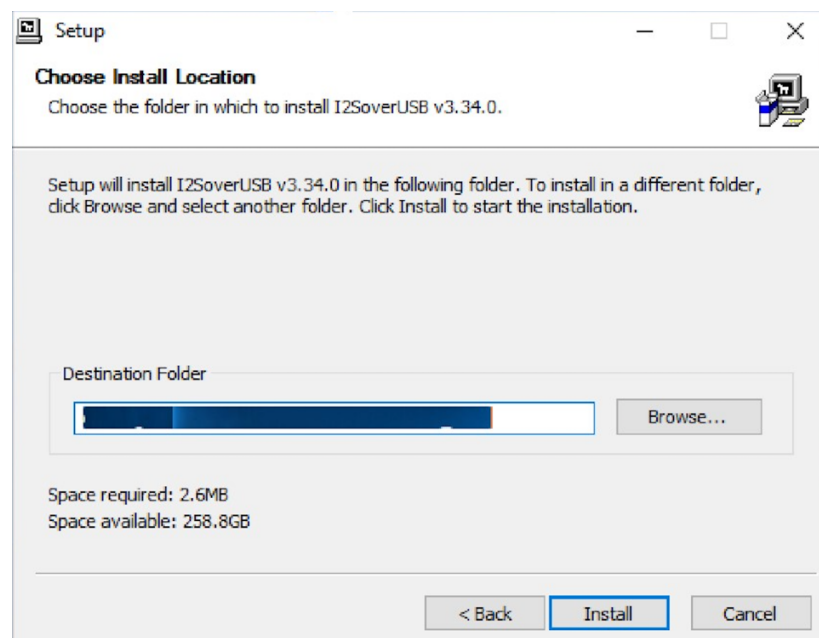 Setup
Choose Install Location
Choose the folder in which to install I2SoverUSB v3.34.0.
Setup will install I2SoverUSB v3.34.0 in the following folder. To install in a different folder,
click Browse and select another folder. Click Install to start the installation.
Destination Folder
Browse...
Space required: 2.6MB
Space available: 258.8GB
< Back
Install
Cancel